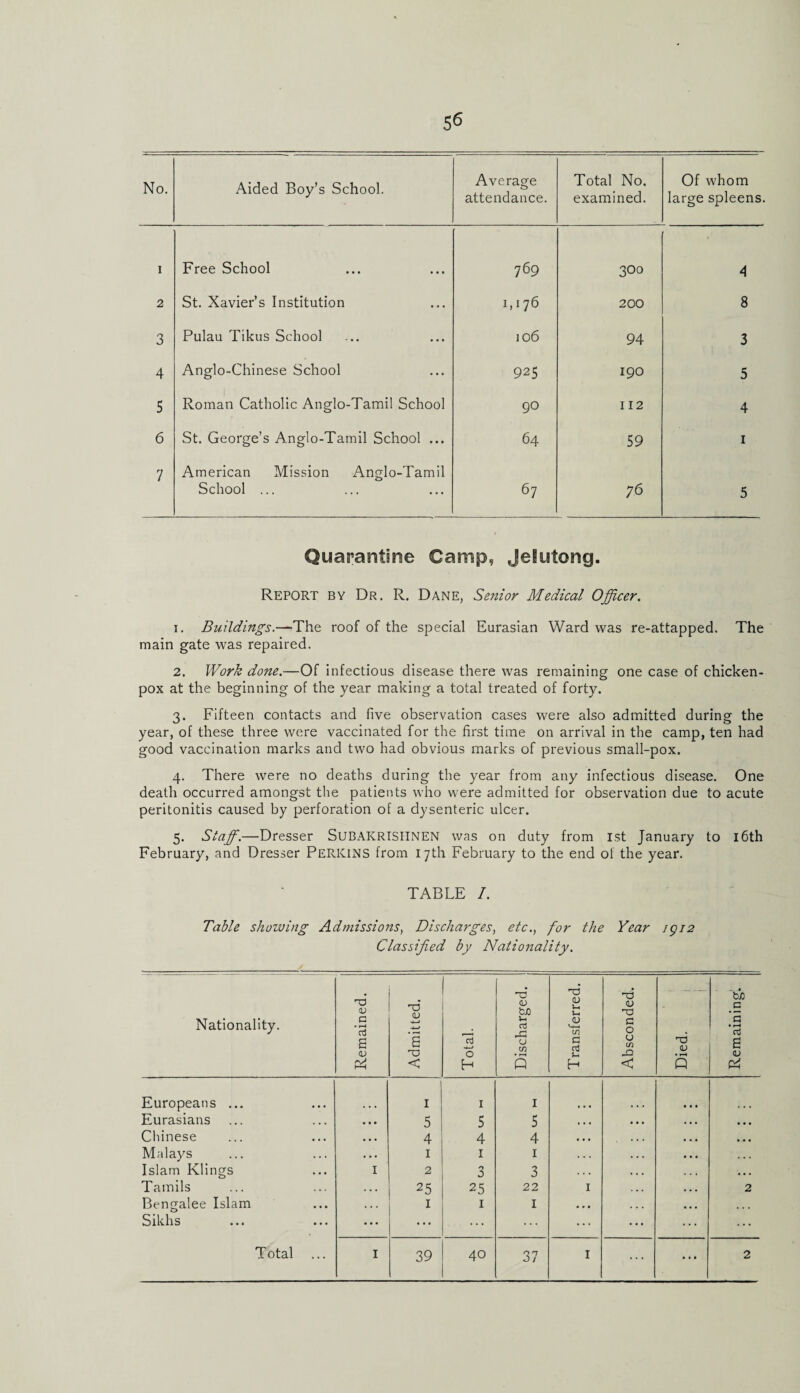 56
No. Aided Boy's School. Average attendance. Total No. examined. Of whom large spleens.
1 Free School ... ... 769 300 4
2 St. Xavier's Institution ... 1,176 200 8
3 Pulau Tikus School ... ... 106 94 3
4 Anglo-Chinese School ... 925 190 5
5 Roman Catholic Anglo-Tamil School 90 112 4
6 St. George's Anglo-Tamil School ... 64 59 1
7 American Mission Anglo-Tamil
School ... ... ... 67 76 5
Quarantine Camp, Jelutong.
REPORT BY DR. R. DANE, Senior Medical Officer.
1. Buildings.—The roof of the special Eurasian Ward was re-attapped. The
main gate was repaired.
2. Work done.—Of infectious disease there was remaining one case of chicken-
pox at the beginning of the year making a total treated of forty.
3. Fifteen contacts and five observation cases were also admitted during the
year, of these three were vaccinated for the first time on arrival in the camp, ten had
good vaccination marks and two had obvious marks of previous small-pox.
4. There were no deaths during the year from any infectious disease. One
death occurred amongst the patients who were admitted for observation due to acute
peritonitis caused by perforation of a dysenteric ulcer.
5. Staff.—Dresser SUBAKRISHNEN was on duty from 1st January to 16th
February, and Dresser PERKINS from 17th February to the end of the year.
TABLE I.
Table showing Admissions, Discharges, etc., for the Year 1912
Classified by Nationality.
Nationality. Remained. Admitted. Total. Discharged. Transferred. Absconded. Died. Remaining.
Europeans ... ... ... 1 1 1 ... ... ... ...
Eurasians ... ... ... 5 5 5 ... ... ... ...
Chinese ... ... ... 4 4 4 ... ... ... ...
Malays ... ... ... 1 1 1 ... ... ... ...
Islam Klings ... 1 2 3 3 ... ... ... ...
Tamils ... ... ... 25 25 22 1 ... ... 2
Bengalee Islam ... ... 1 1 1 ... ... ... ...
Sikhs ... ... ... ... ... ... ... ... ... ...
Total ... 1 39 40 37 1 ... ... 2